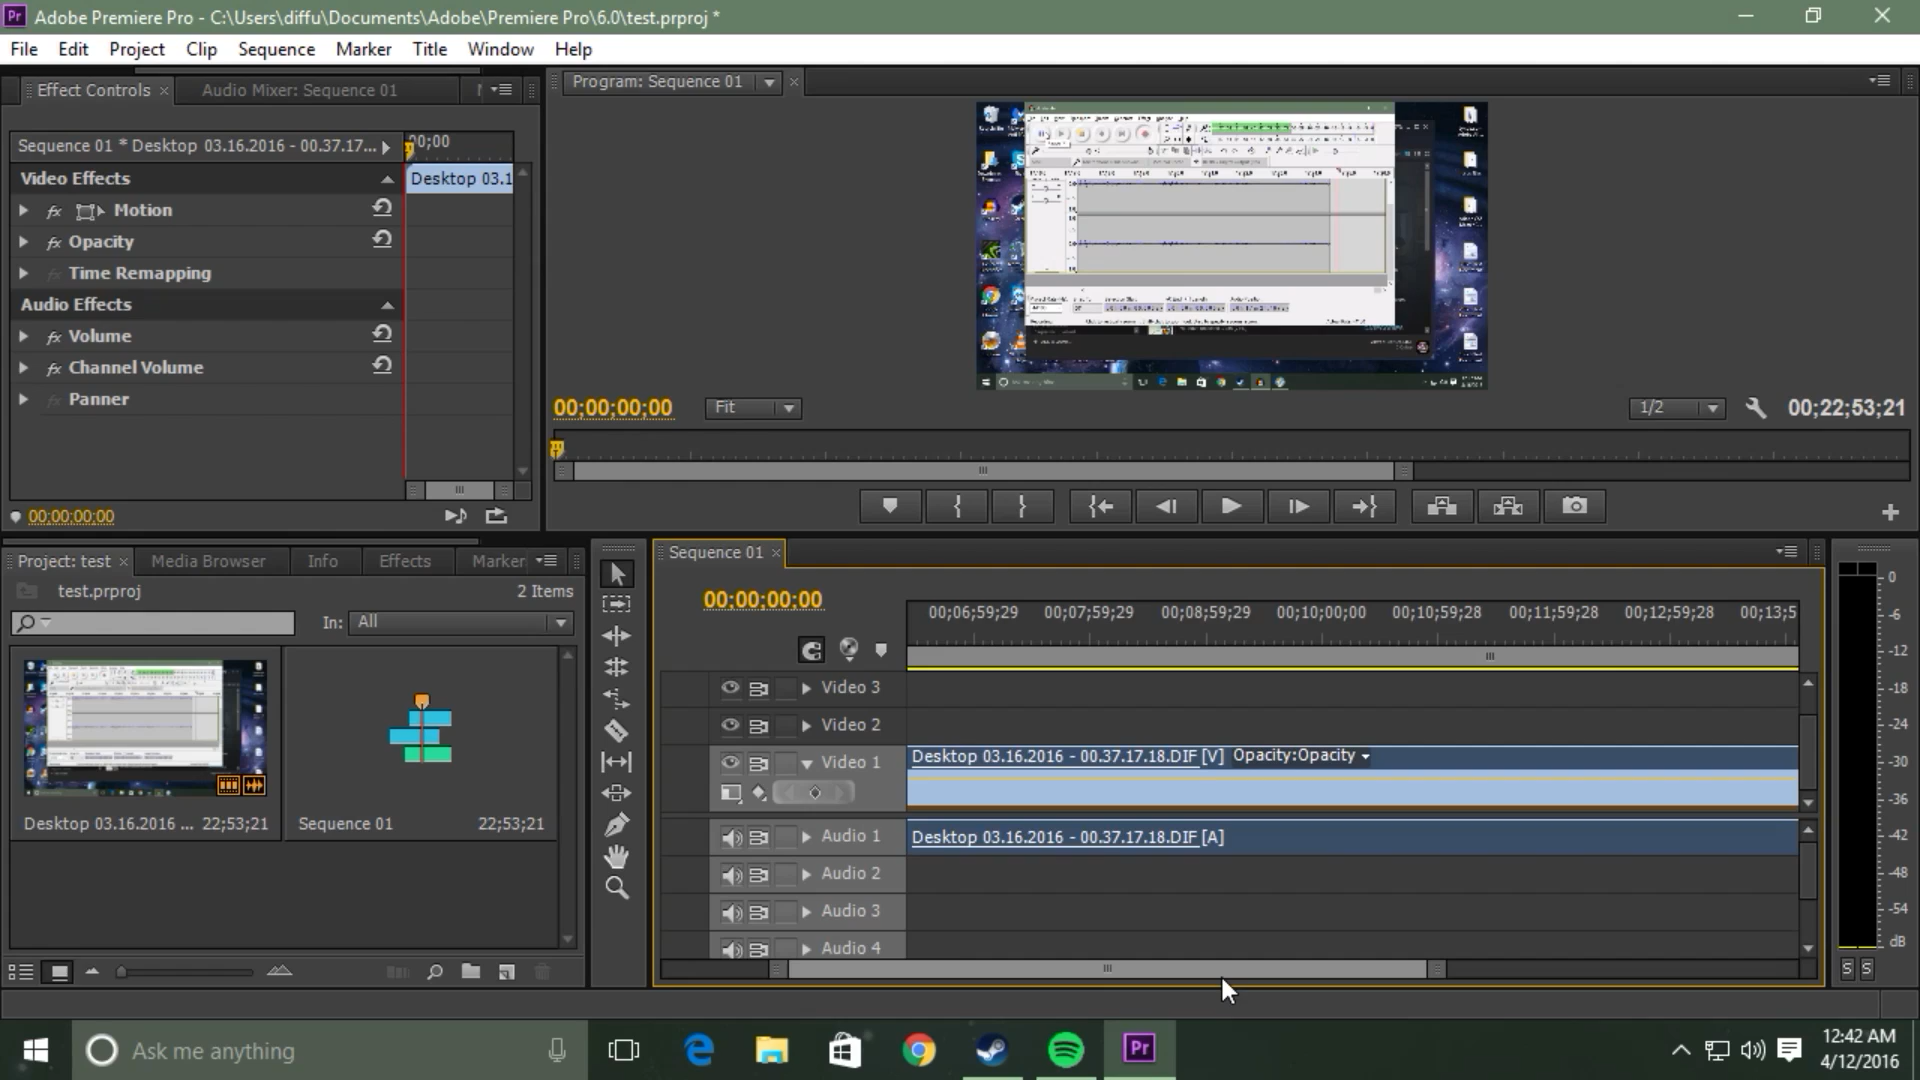 Adobe Premiere Pro - C:\Users\diffu\Documents\Adobe\Premiere Pro\6.0\test.prproj *
File Edit Project Clip Sequence Marker Title Window Help
Effect Controls Audio Mixer: Sequence 01
Program: Sequence 01
Sequence 01 * Desktop 03.16.2016 - 00.37.17...
00;00
Video Effects
Desktop 03.1
fx Motion
fx Opacity
fx Time Remapping
Audio Effects
fx Volume
fx Channel Volume
fx Panner
00;00;00;00
Fit
1/2
00;22;53;21
00;00;00;00
Project: test Media Browser Info Effects Marker
test.prproj
2 Items
In: All
Desktop 03.16.2016 ... 22;53;21
Sequence 01 22;53;21
Sequence 01
00;00;00;00
00;06;59;29 00;07;59;29 00;08;59;29 00;10;00;00 00;10;59;28 00;11;59;28 00;12;59;28 00;13;5
Video 3
Video 2
Video 1
Desktop 03.16.2016 - 00.37.17.18.DIF [V] Opacity:Opacity
Audio 1
Desktop 03.16.2016 - 00.37.17.18.DIF [A]
Audio 2
Audio 3
Audio 4
0
-6
-12
-18
-24
-30
-36
-42
-48
-54
dB
S S
Ask me anything
Pr
12:42 AM
4/12/2016